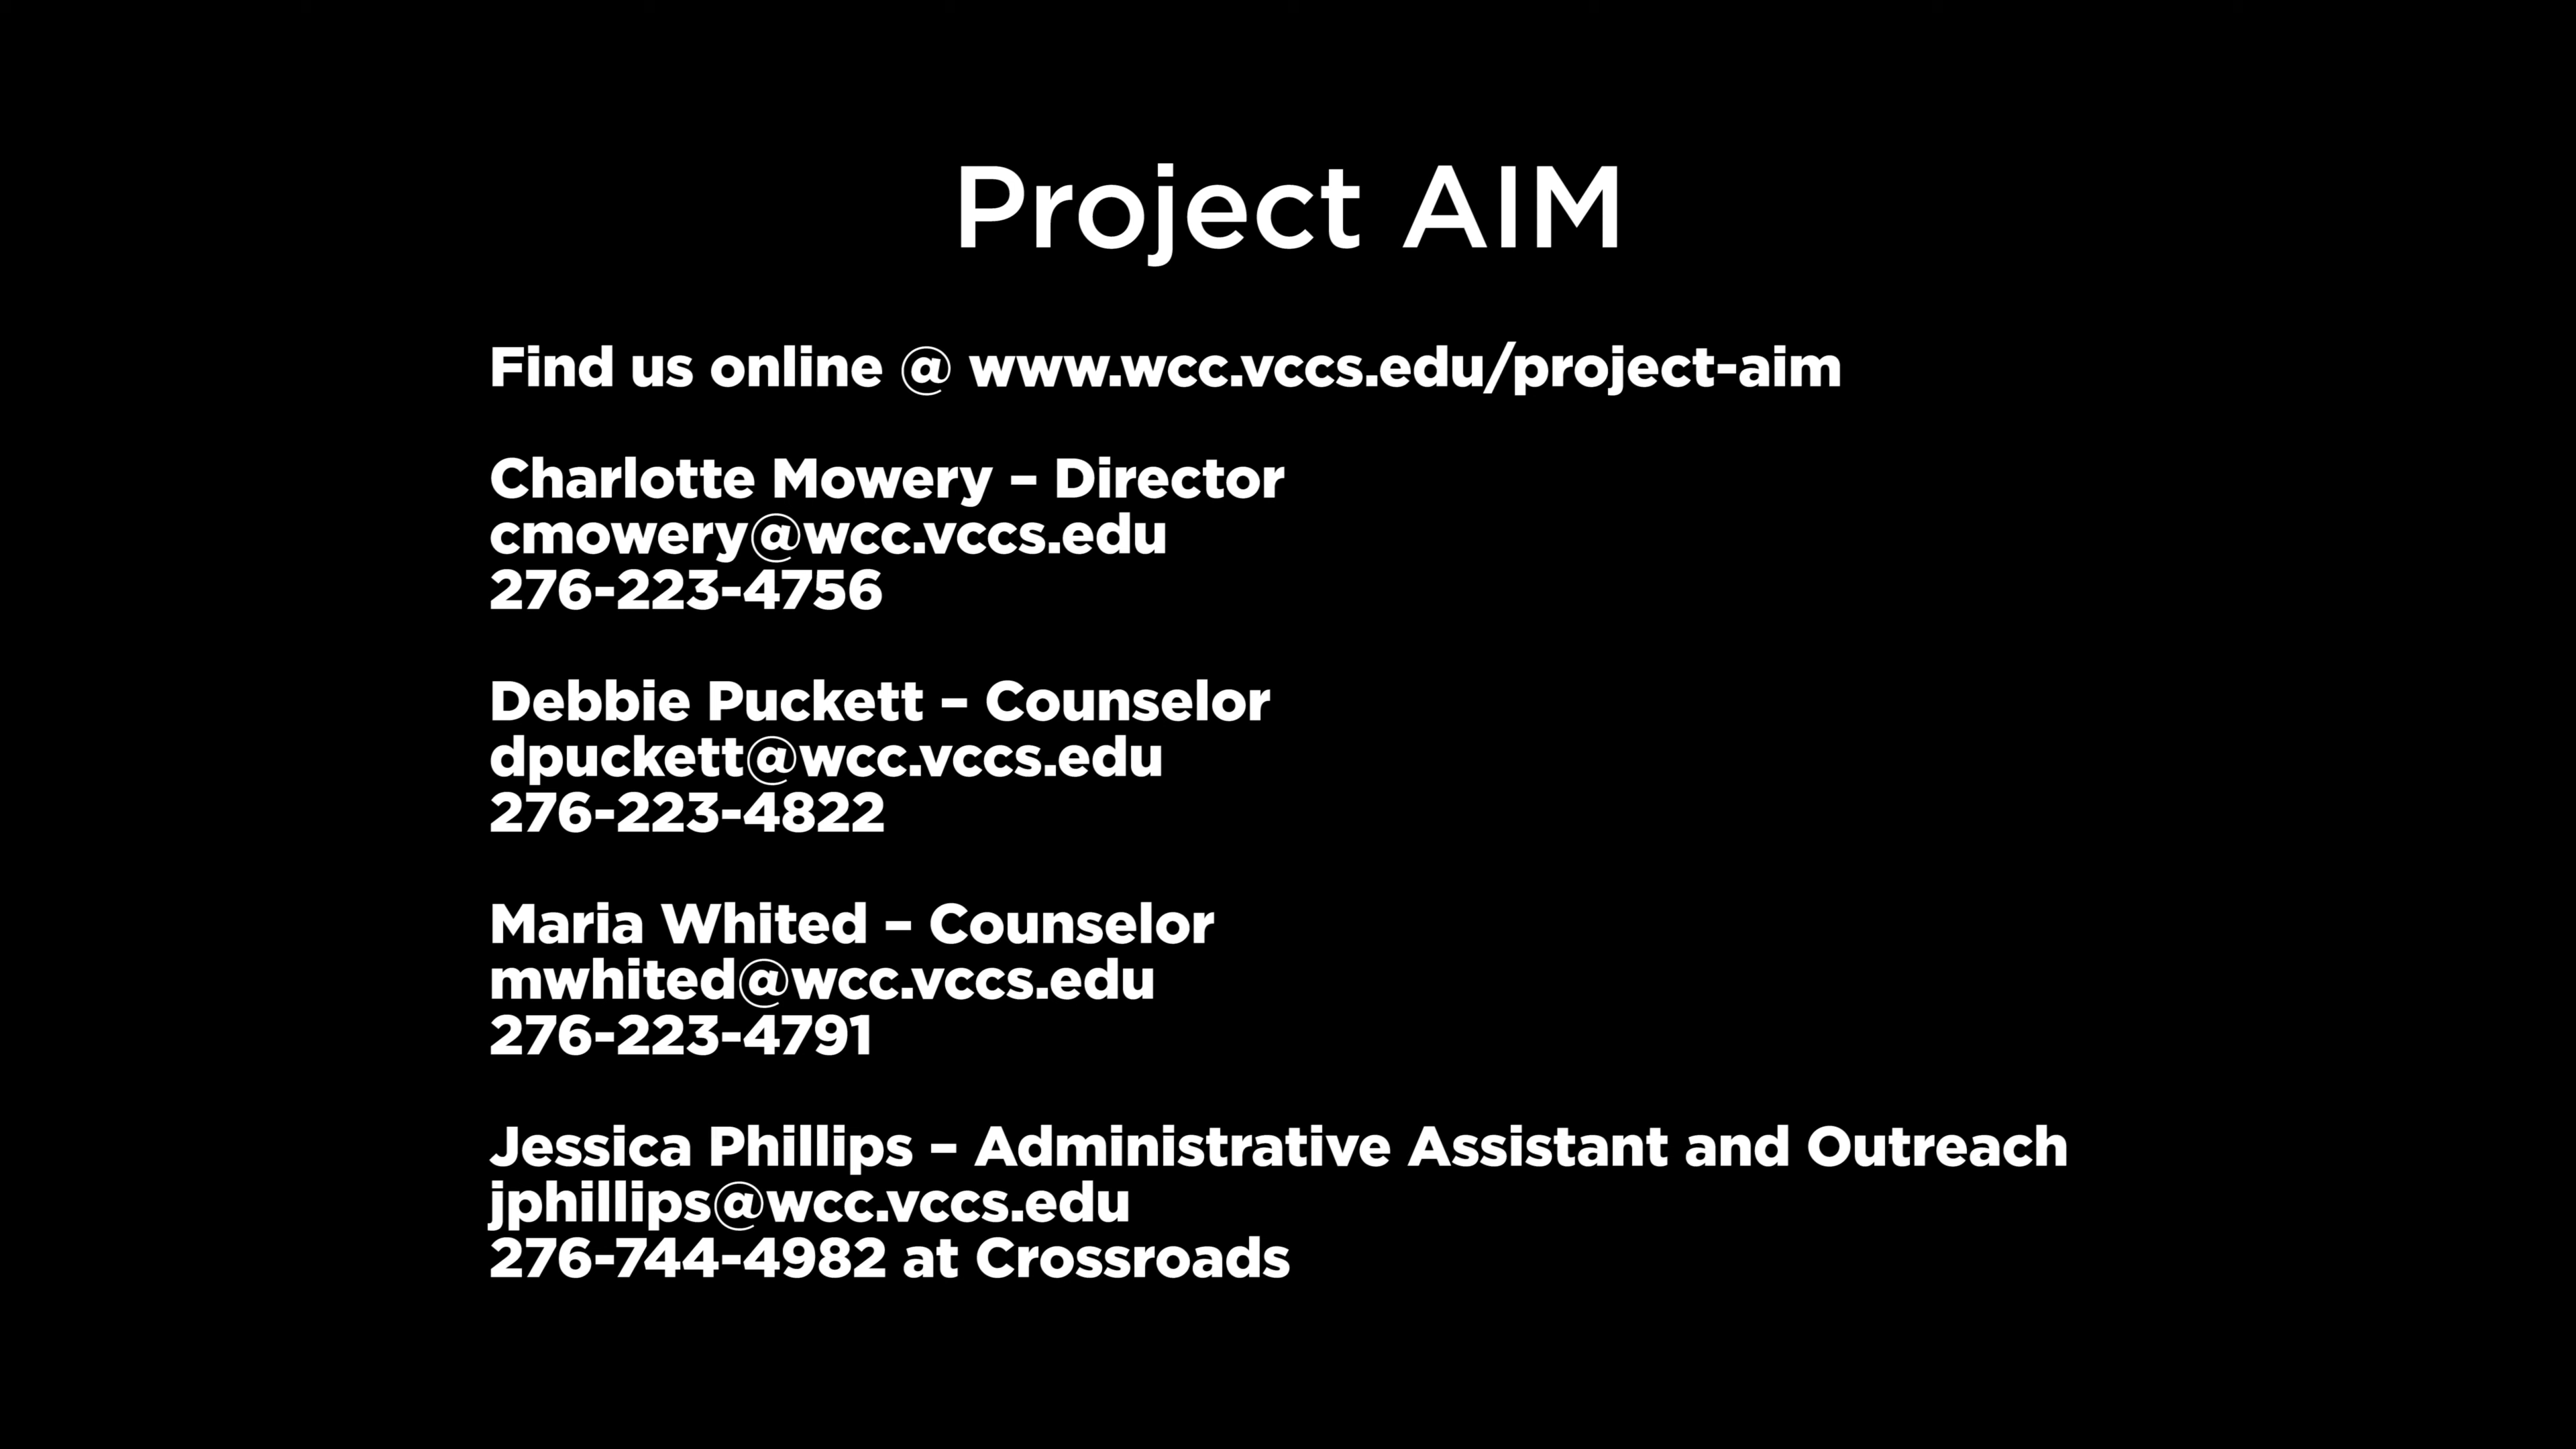 Project AIM
Find us online @ www.wcc.vccs.edu/project-aim
Charlotte Mowery – Director
cmowery@wcc.vccs.edu
276-223-4756
Debbie Puckett – Counselor
dpuckett@wcc.vccs.edu
276-223-4822
Maria Whited – Counselor
mwhited@wcc.vccs.edu
276-223-4791
Jessica Phillips – Administrative Assistant and Outreach
jphillips@wcc.vccs.edu
276-744-4982 at Crossroads